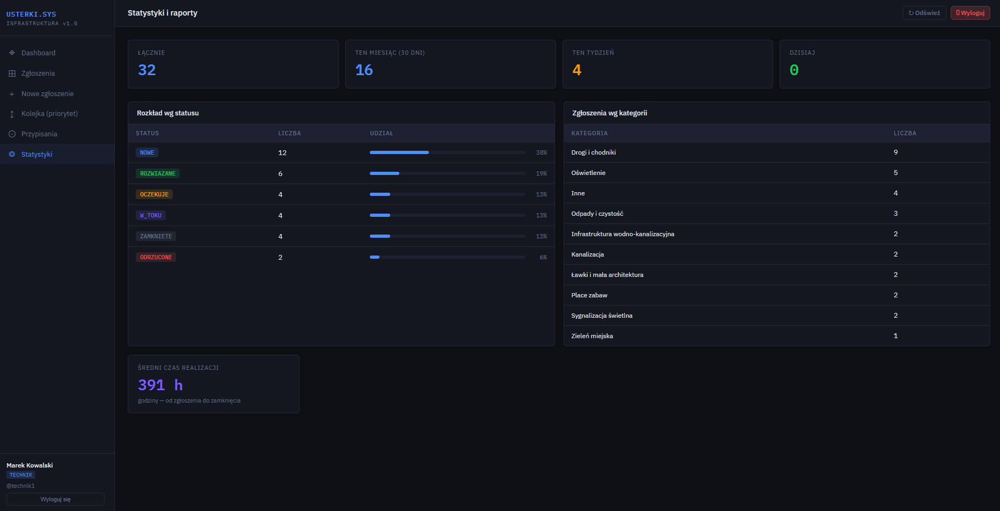 USTERKI.SYS
INFRASTRUKTURA v1.0
Dashboard
Zgłoszenia
Nowe zgłoszenie
Kolejka (priorytet)
Przypisania
Statystyki
Marek Kowalski
TECHNIK
@technik1
Wyloguj się
Statystyki i raporty
↻ Odśwież
Wyloguj
ŁĄCZNIE
32
TEN MIESIĄC (30 DNI)
16
TEN TYDZIEŃ
4
DZISIAJ
0
Rozkład wg statusu
STATUS LICZBA UDZIAŁ
NOWE 12 38%
ROZWIAZANE 6 19%
OCZEKUJE 4 13%
W_TOKU 4 13%
ZAMKNIETE 4 13%
ODRZUCONE 2 6%
Zgłoszenia wg kategorii
KATEGORIA LICZBA
Drogi i chodniki 9
Oświetlenie 5
Inne 4
Odpady i czystość 3
Infrastruktura wodno-kanalizacyjna 2
Kanalizacja 2
Ławki i mała architektura 2
Place zabaw 2
Sygnalizacja świetlna 2
Zieleń miejska 1
ŚREDNI CZAS REALIZACJI
391 h
godziny — od zgłoszenia do zamknięcia